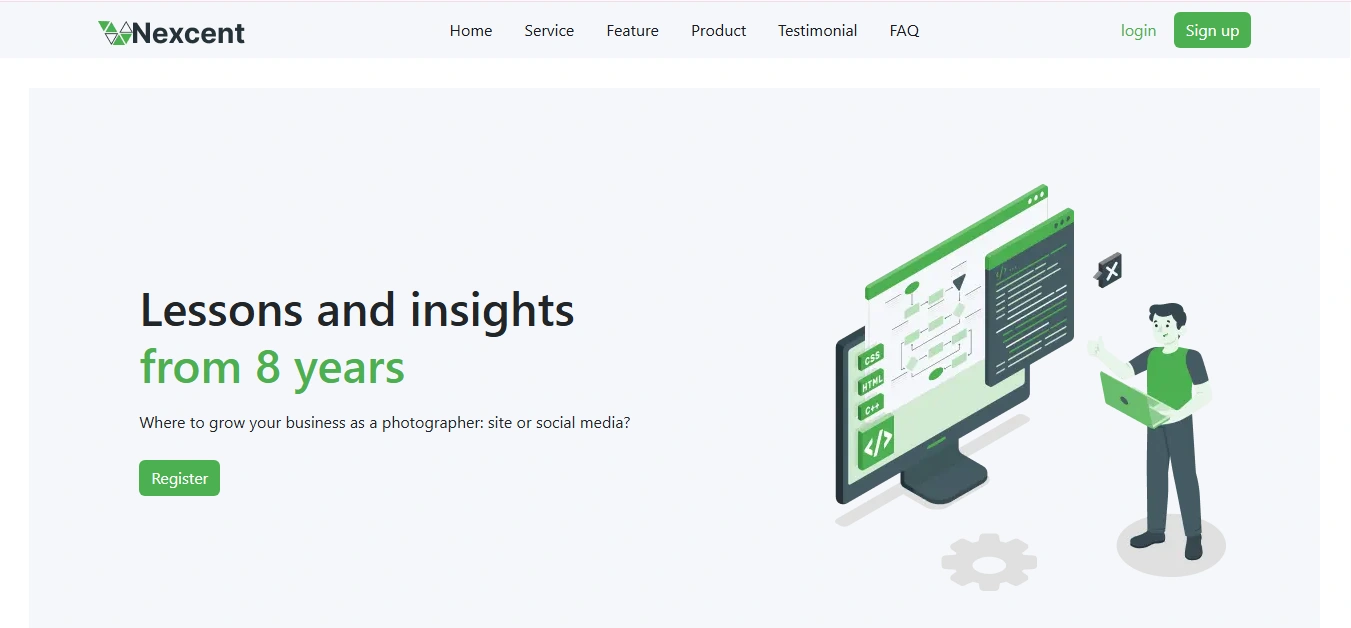 Nexcent
Home Service Feature Product Testimonial FAQ
login Sign up
Lessons and insights
from 8 years
Where to grow your business as a photographer: site or social media?
Register
CSS
HTML
C++
</>
</>...